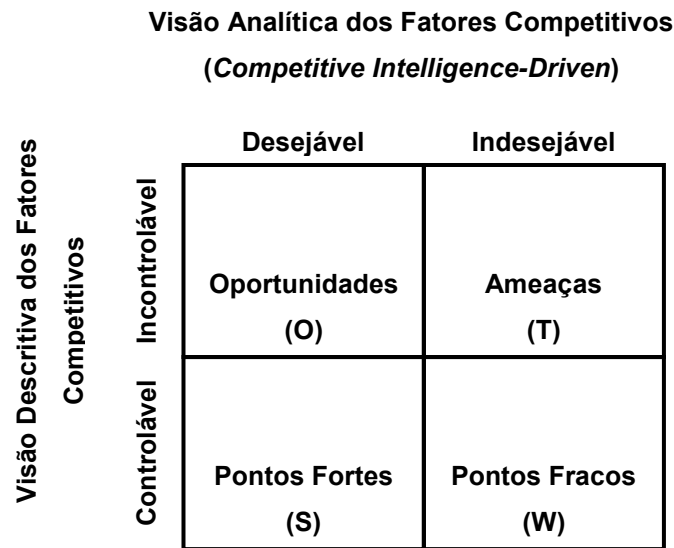 Visão Analítica dos Fatores Competitivos
(Competitive Intelligence-Driven)
Desejável Indesejável
Visão Descritiva dos Fatores
Competitivos
Incontrolável
Oportunidades Ameaças
(O) (T)
Controlável
Pontos Fortes Pontos Fracos
(S) (W)